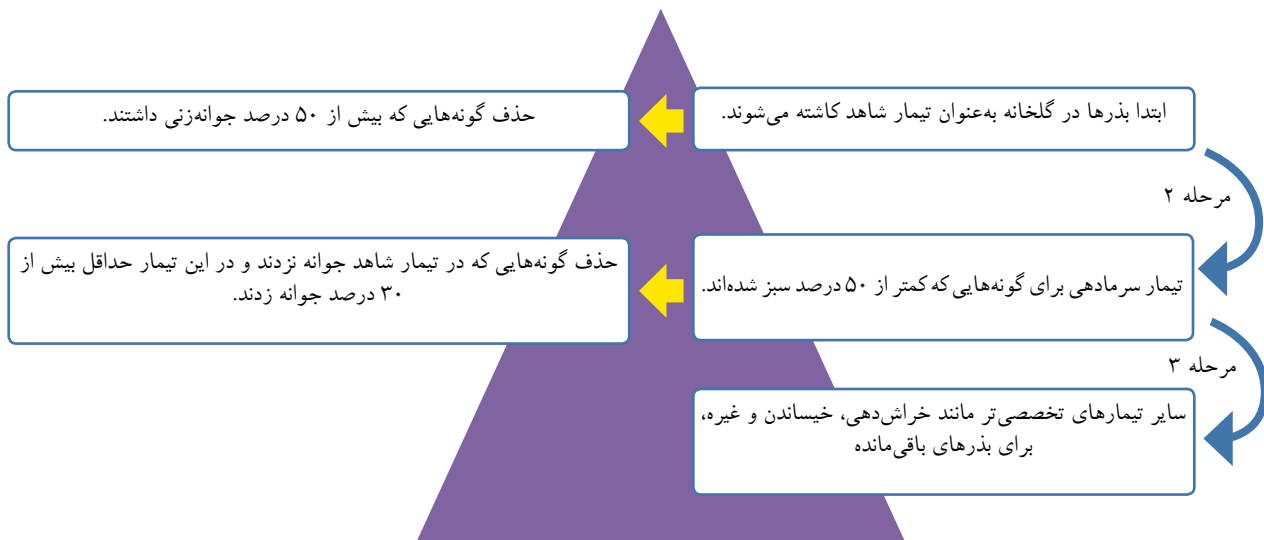 ابتدا بذرها در گلخانه به‌عنوان تیمار شاهد کاشته می‌شوند.
حذف گونه‌هایی که بیش از ۵۰ درصد جوانه‌زنی داشتند.
مرحله ۲
تیمار سرمادهی برای گونه‌هایی که کمتر از ۵۰ درصد سبز شده‌اند.
حذف گونه‌هایی که در تیمار شاهد جوانه نزدند و در این تیمار حداقل بیش از
۳۰ درصد جوانه زدند.
مرحله ۳
سایر تیمارهای تخصصی‌تر مانند خراش‌دهی، خیساندن و غیره،
برای بذرهای باقی‌مانده